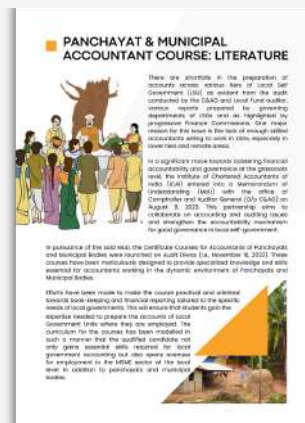 PANCHAYAT & MUNICIPAL
ACCOUNTANT COURSE: LITERATURE
There are shortfalls in the preparation of
accounts across various tiers of Local Self
Government (LSG) as evident from the audit
conducted by the C&AG and Local Fund auditor,
various reports prepared by governing
departments of LSGs and as highlighted by
progressive Finance Commissions. One major
reason for this issue is the lack of enough skilled
accountants willing to work in LSGs, especially in
lower tiers and remote areas.
In a significant move towards bolstering financial
accountability and governance at the grassroots
level, the Institute of Chartered Accountants of
India (ICAI) entered into a Memorandum of
Understanding (MoU) with the office of
Comptroller and Auditor General (O/o C&AG) on
August 9, 2023. This partnership aims to
collaborate on accounting and auditing issues
and strengthen the accountability mechanism
for good governance in local self-government.
In pursuance of the said MoU, the Certificate Courses for Accountants of Panchayats
and Municipal Bodies were launched on Audit Diwas (i.e., November 16, 2023). These
courses have been meticulously designed to provide specialized knowledge and skills
essential for accountants working in the dynamic environment of Panchayats and
Municipal Bodies.
Efforts have been made to make the course practical and oriented
towards book-keeping and financial reporting tailored to the specific
needs of local governments. This will ensure that students gain the
expertise needed to prepare the accounts of Local
Government Units where they are employed. The
curriculum for the courses has been modelled in
such a manner that the qualified candidate not
only gains essential skills required for local
government accounting but also opens avenues
for employment in the MSME sector at the local
level in addition to panchayats and municipal
bodies.